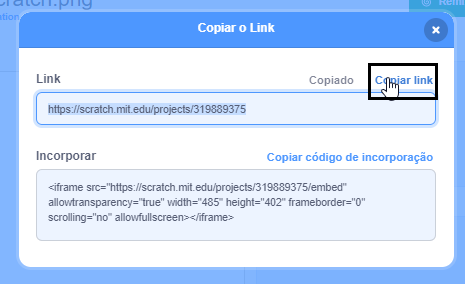 cratch.png
Copiar o Link
Link
Copiado
Copiar link
https://scratch.mit.edu/projects/319889375
Incorporar
Copiar código de incorporação
<iframe src="https://scratch.mit.edu/projects/319889375/embed"
allowtransparency="true" width="485" height="402" frameborder="0"
scrolling="no" allowfullscreen></iframe>